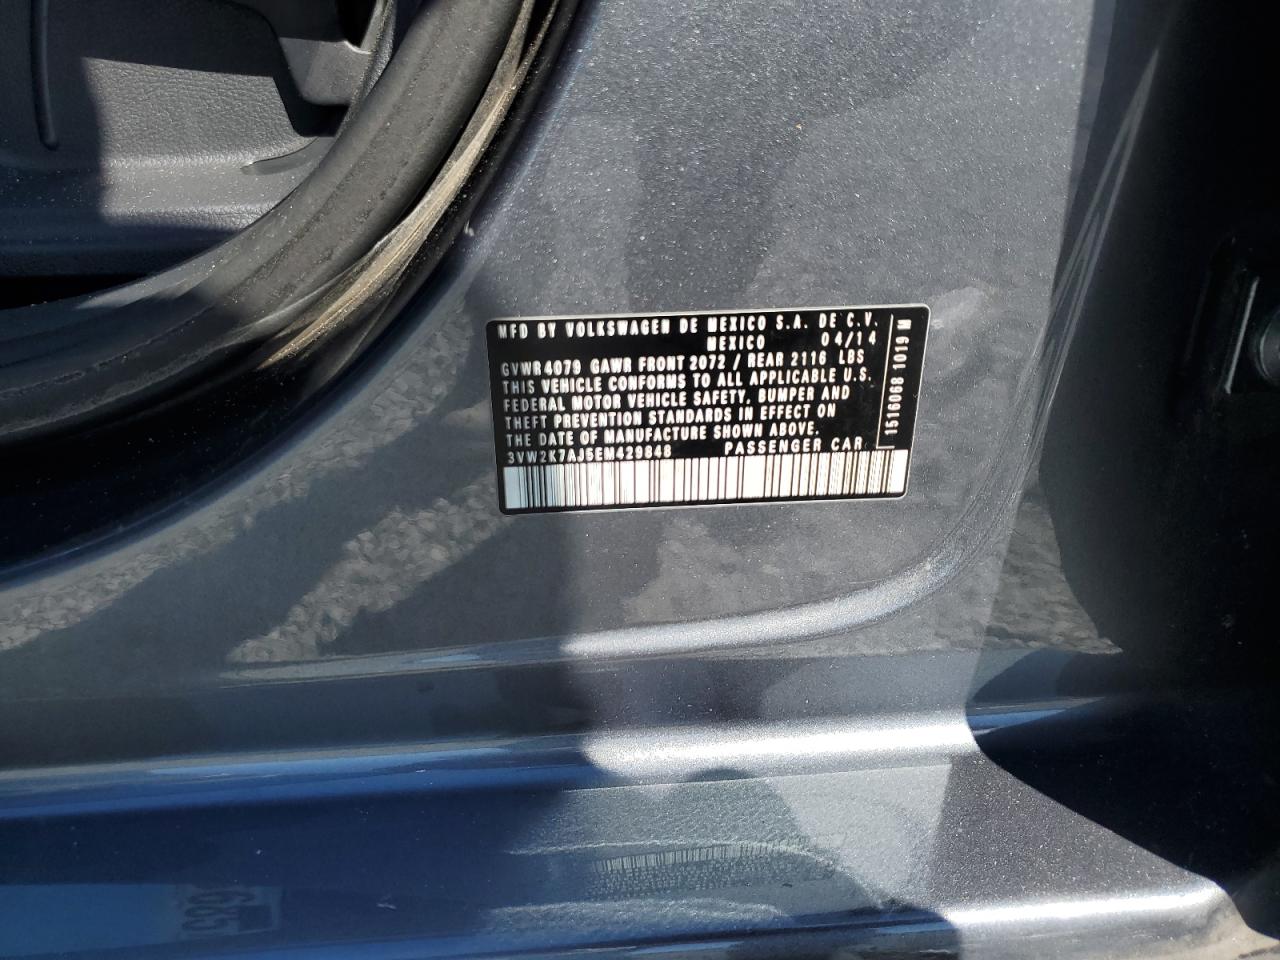 MFD BY VOLKSWAGEN DE MEXICO S.A. DE C.V.
MEXICO 04/14
GVWR 4079 GAWR FRONT 2072 / REAR 2116 LBS
THIS VEHICLE CONFORMS TO ALL APPLICABLE U.S.
FEDERAL MOTOR VEHICLE SAFETY, BUMPER AND
THEFT PREVENTION STANDARDS IN EFFECT ON
THE DATE OF MANUFACTURE SHOWN ABOVE.
3VW2K7AJ5EM429848 PASSENGER CAR
1516068 1019 M